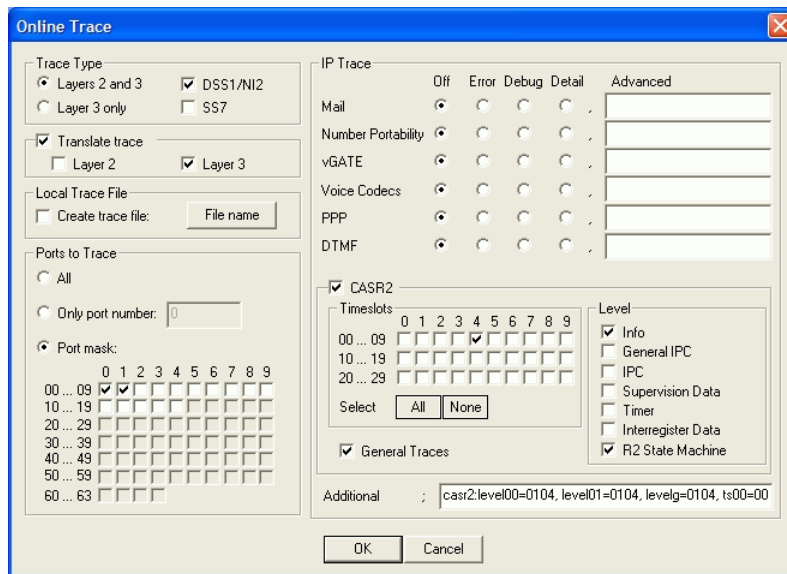 Online Trace
Trace Type
Layers 2 and 3
DSS1/NI2
Layer 3 only
SS7
Translate trace
Layer 2
Layer 3
Local Trace File
Create trace file:
File name
Ports to Trace
All
Only port number:
0
Port mask:
0 1 2 3 4 5 6 7 8 9
00 ... 09
10 ... 19
20 ... 29
30 ... 39
40 ... 49
50 ... 59
60 ... 63
IP Trace
Off Error Debug Detail Advanced
Mail ,
Number Portability ,
vGATE ,
Voice Codecs ,
PPP ,
DTMF ,
CASR2
Timeslots
0 1 2 3 4 5 6 7 8 9
00 ... 09
10 ... 19
20 ... 29
Select All None
General Traces
Level
Info
General IPC
IPC
Supervision Data
Timer
Interregister Data
R2 State Machine
Additional ; casr2:level00=0104, level01=0104, levelg=0104, ts00=00
OK
Cancel